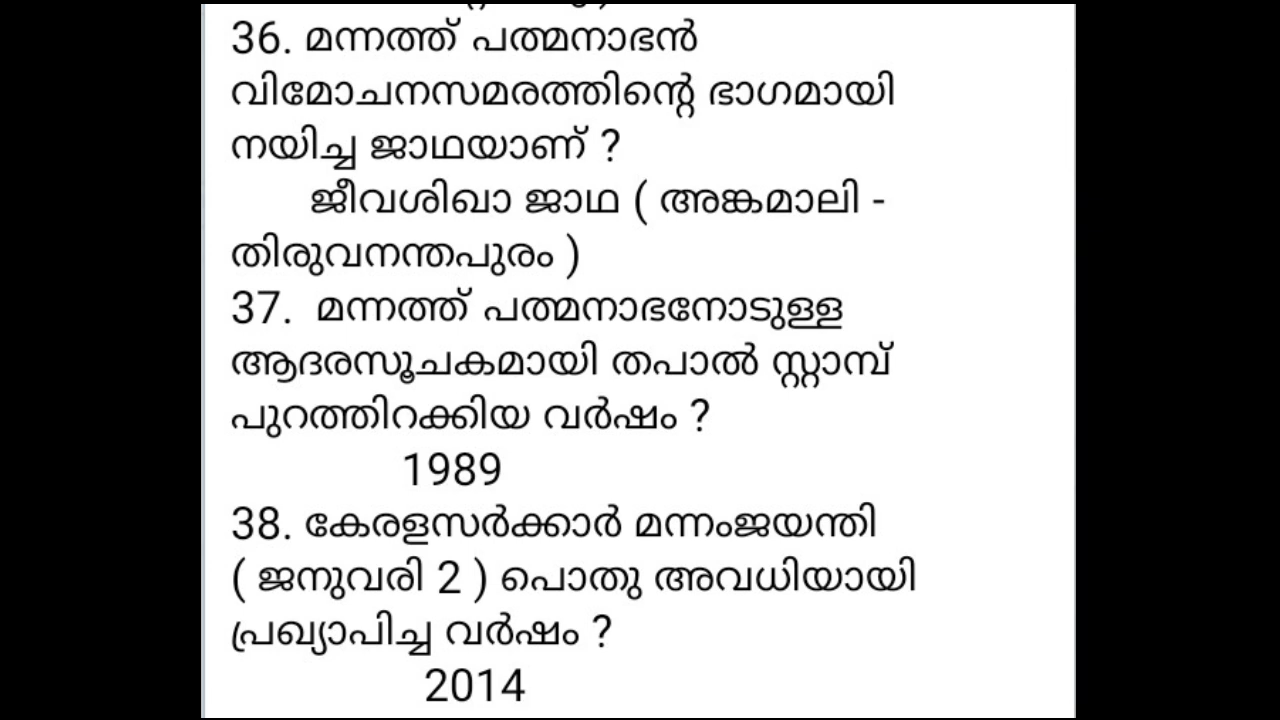 36. മന്നത്ത് പത്മനാഭൻ
വിമോചനസമരത്തിന്റെ ഭാഗമായി
നയിച്ച ജാഥയാണ് ?
ജീവശിഖാ ജാഥ ( അങ്കമാലി -
തിരുവനന്തപുരം )
37. മന്നത്ത് പത്മനാഭനോടുള്ള
ആദരസൂചകമായി തപാൽ സ്റ്റാമ്പ്
പുറത്തിറക്കിയ വർഷം ?
1989
38. കേരളസർക്കാർ മന്നംജയന്തി
( ജനുവരി 2 ) പൊതു അവധിയായി
പ്രഖ്യാപിച്ച വർഷം ?
2014